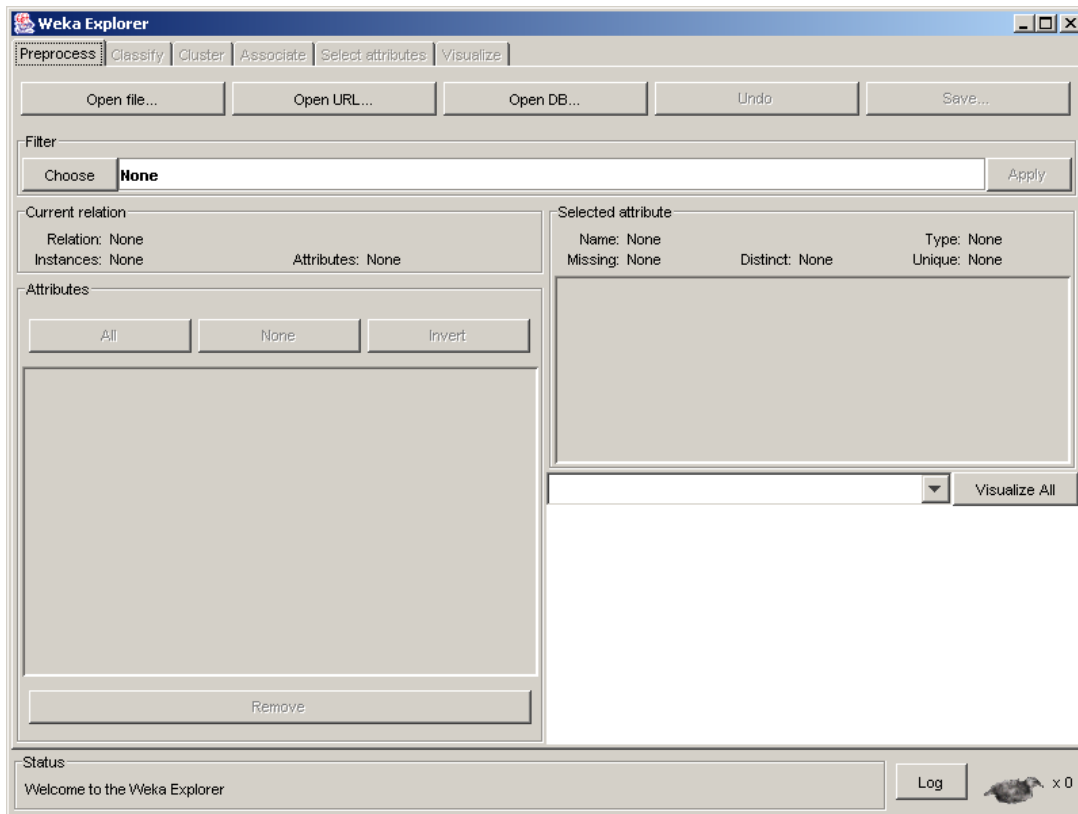 Weka Explorer
Preprocess Classify Cluster Associate Select attributes Visualize
Open file... Open URL... Open DB... Undo Save...
Filter
Choose None Apply
Current relation
Relation: None
Instances: None Attributes: None
Selected attribute
Name: None Type: None
Missing: None Distinct: None Unique: None
Attributes
All None Invert
Remove
Visualize All
Status
Welcome to the Weka Explorer
Log x 0